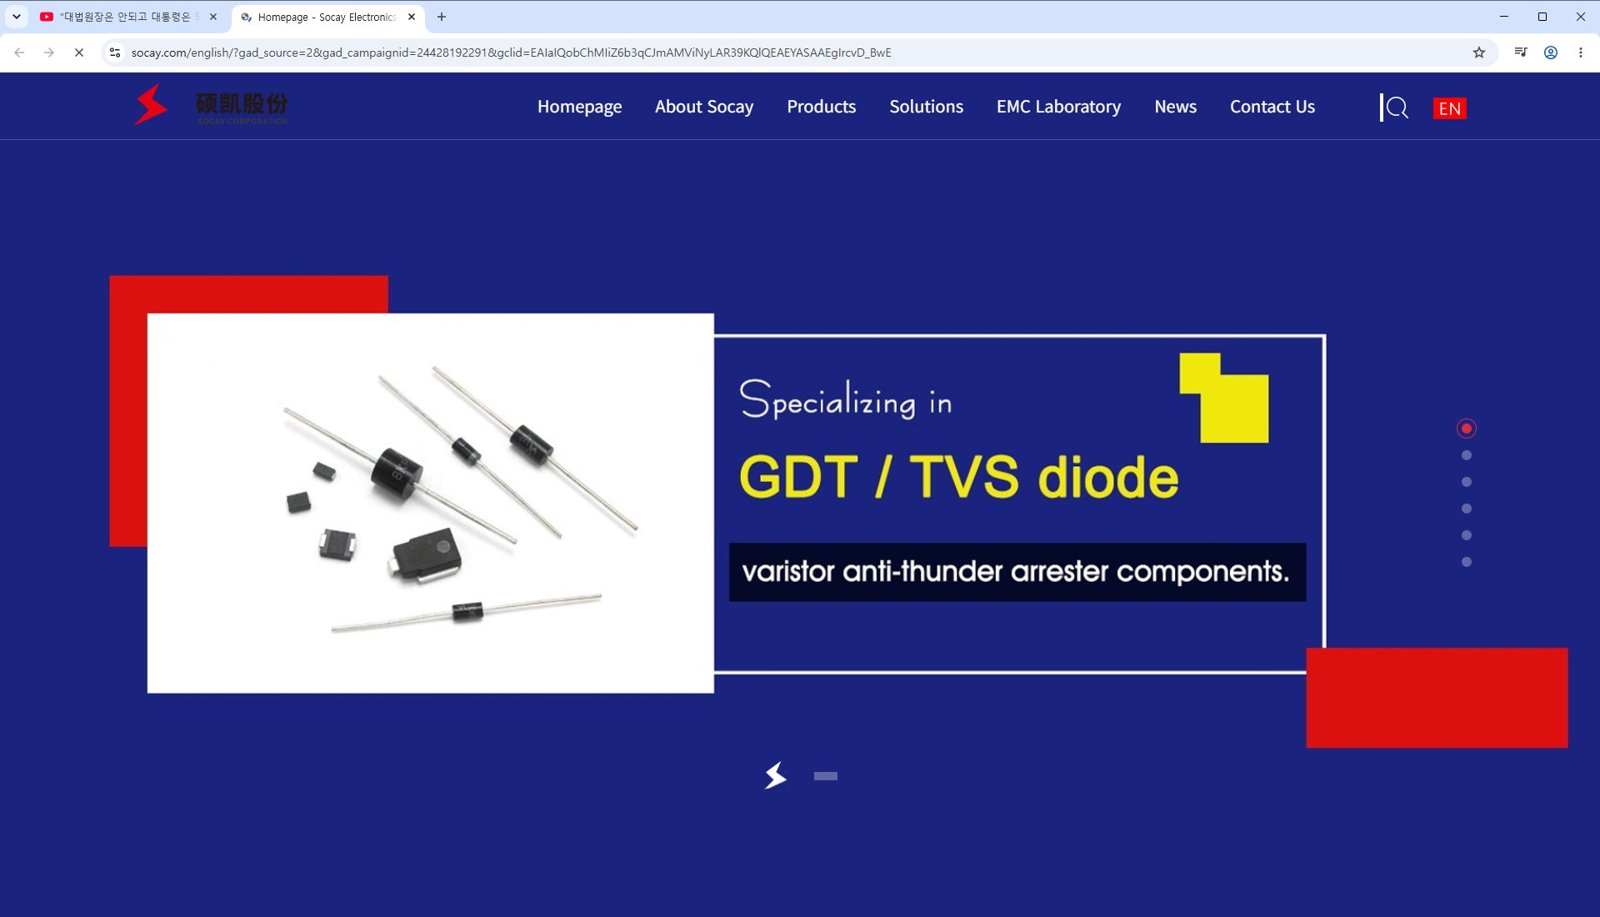 "대법원장은 안되고 대통령은
Homepage - Socay Electronics
socay.com/english/?gad_source=2&gad_campaignid=24428192291&gclid=EAIaIQobChMIiZ6b3qCJmAMViNyLAR39KQlQEAEYASAAEgIrcvD_BwE
硕凯股份
SOCAY CORPORATION
Homepage
About Socay
Products
Solutions
EMC Laboratory
News
Contact Us
EN
Specializing in
GDT / TVS diode
varistor anti-thunder arrester components.